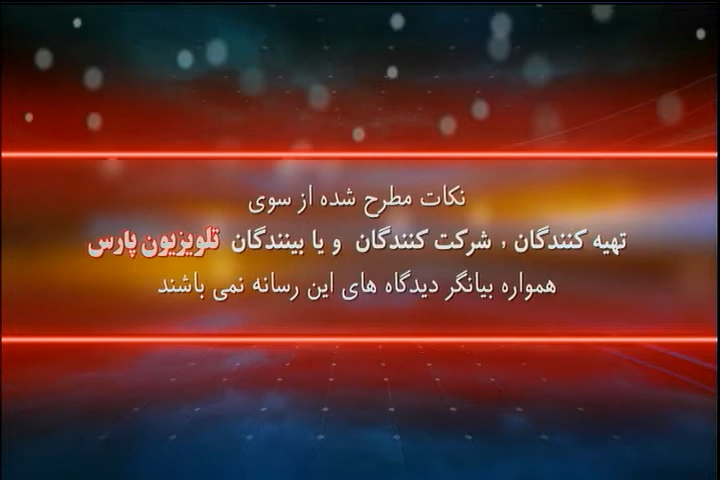 نکات مطرح شده از سوی
تهیه کنندگان , شرکت کنندگان و یا بینندگان تلویزیون پارس
همواره بیانگر دیدگاه های این رسانه نمی باشند